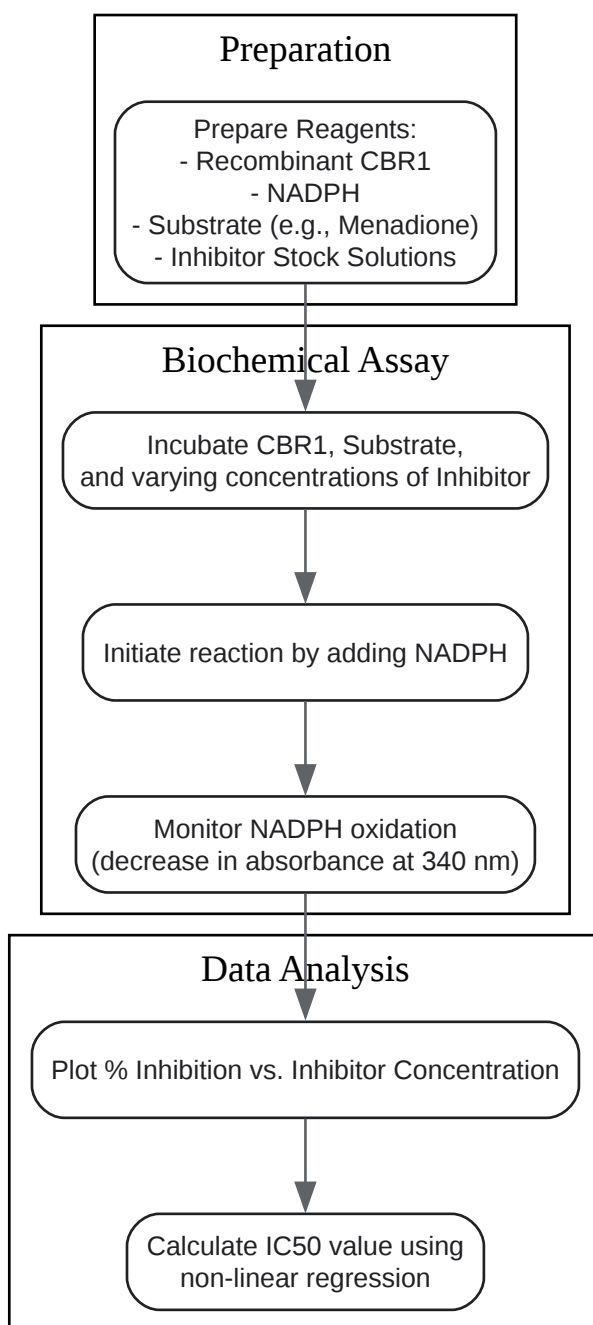 Preparation
Prepare Reagents:
- Recombinant CBR1
- NADPH
- Substrate (e.g., Menadione)
- Inhibitor Stock Solutions
Biochemical Assay
Incubate CBR1, Substrate,
and varying concentrations of Inhibitor
Initiate reaction by adding NADPH
Monitor NADPH oxidation
(decrease in absorbance at 340 nm)
Data Analysis
Plot % Inhibition vs. Inhibitor Concentration
Calculate IC50 value using
non-linear regression